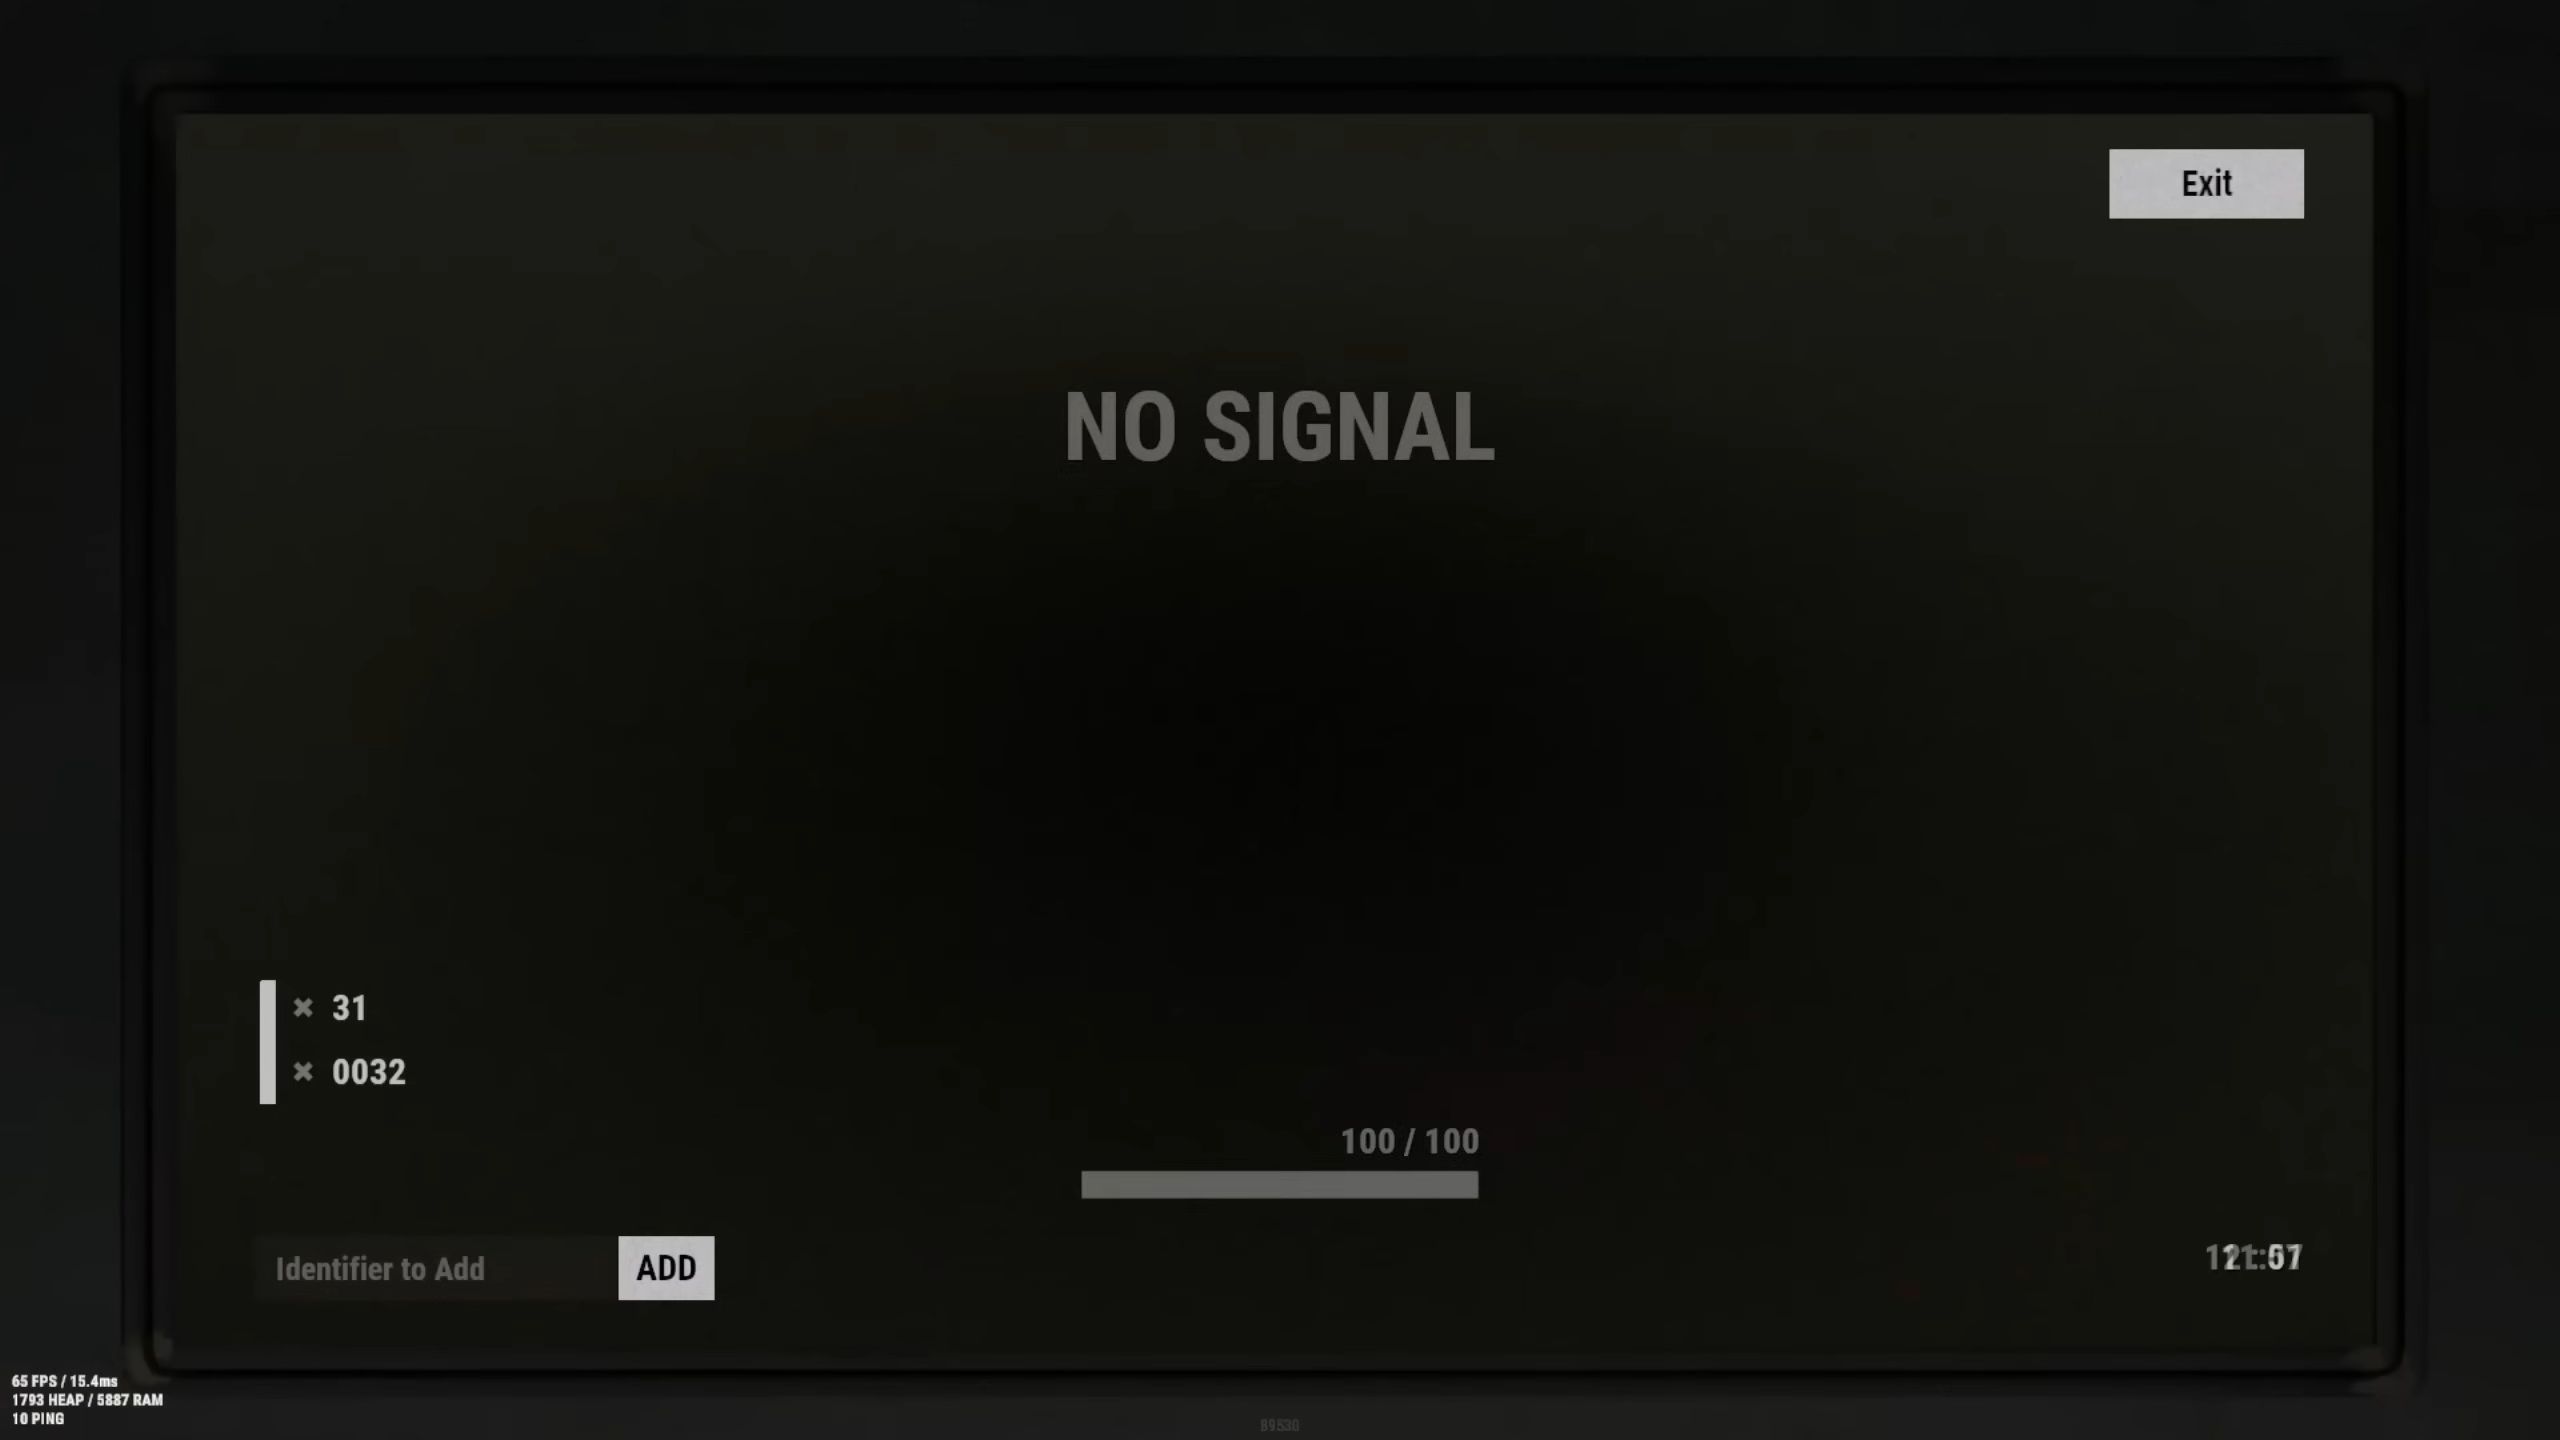 Exit
NO SIGNAL
31
0032
100 / 100
Identifier to Add
ADD
65 FPS / 15.4ms
1793 HEAP / 5887 RAM
10 PING